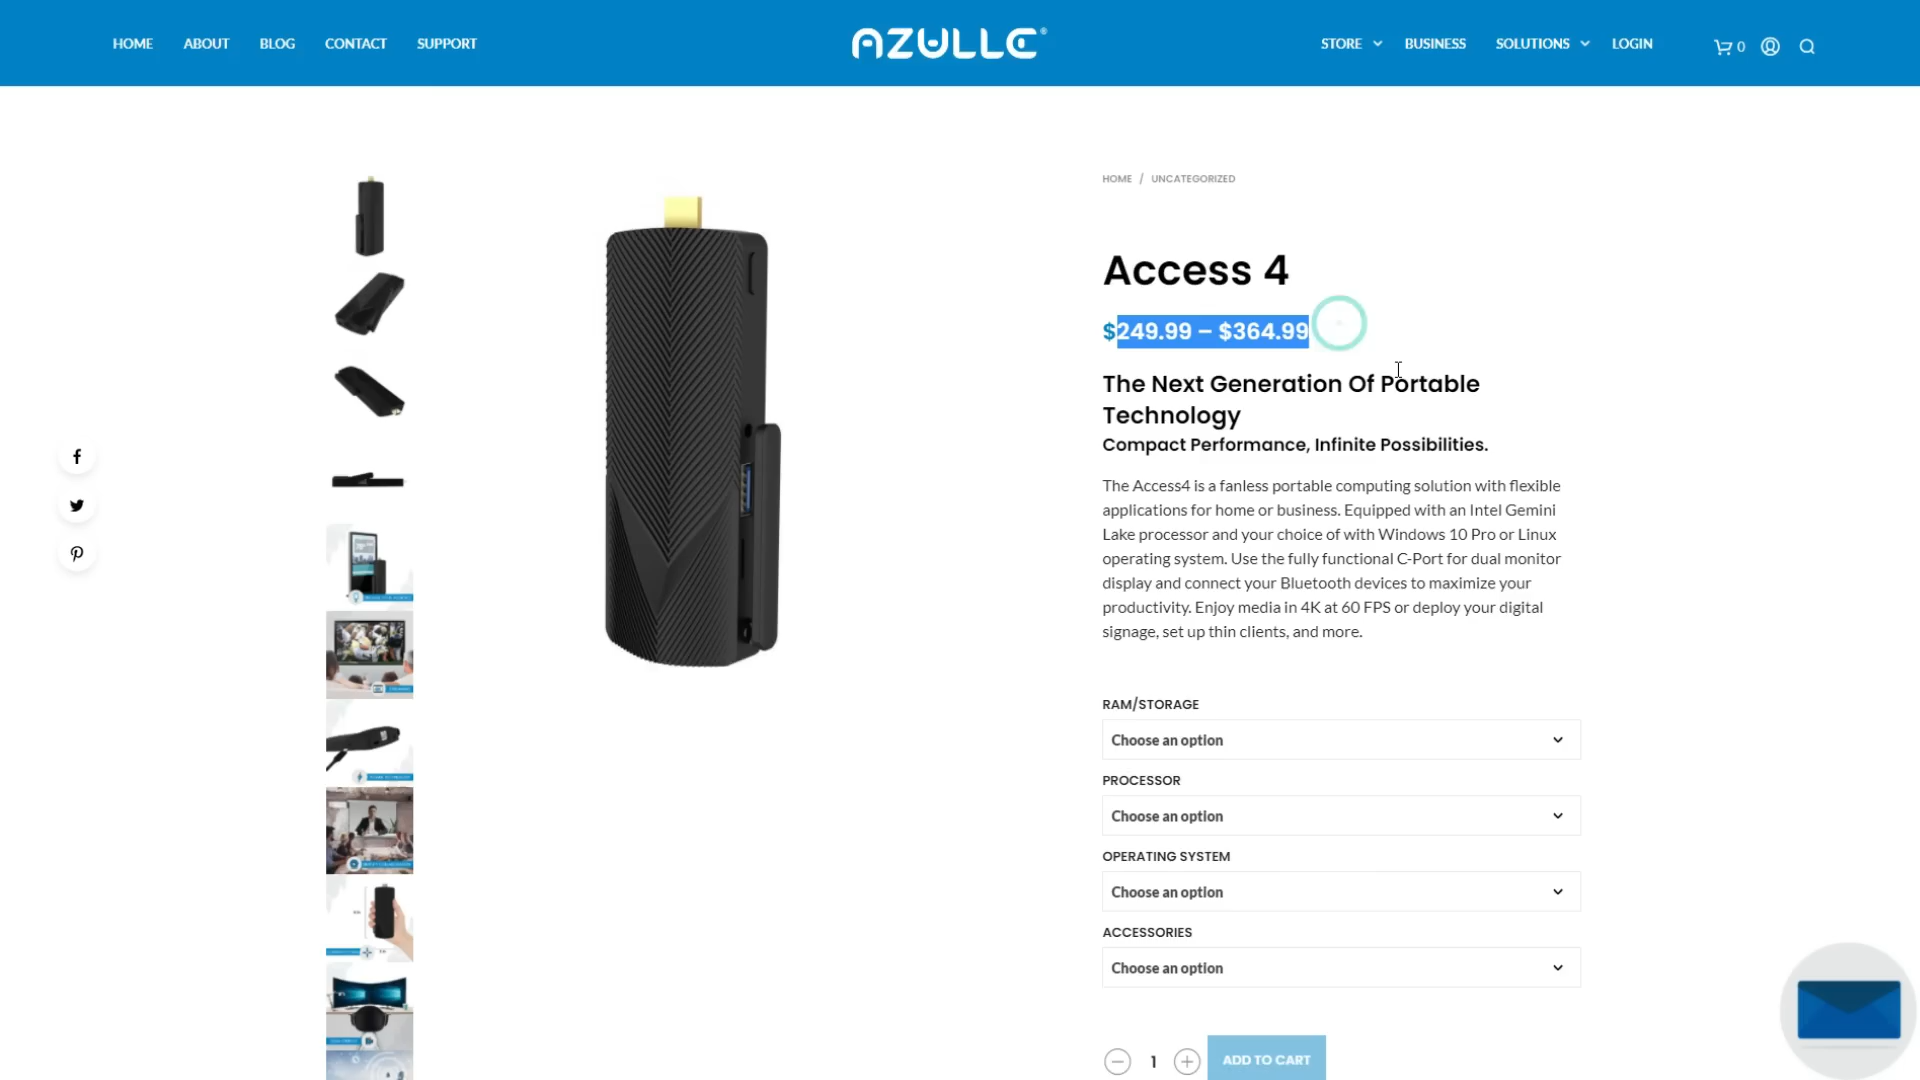 HOME ABOUT BLOG CONTACT SUPPORT AZULLE® STORE BUSINESS SOLUTIONS LOGIN 0
HOME / UNCATEGORIZED
Access 4
$249.99 – $364.99
The Next Generation Of Portable
Technology
Compact Performance, Infinite Possibilities.
The Access4 is a fanless portable computing solution with flexible
applications for home or business. Equipped with an Intel Gemini
Lake processor and your choice of with Windows 10 Pro or Linux
operating system. Use the fully functional C-Port for dual monitor
display and connect your Bluetooth devices to maximize your
productivity. Enjoy media in 4K at 60 FPS or deploy your digital
signage, set up thin clients, and more.
RAM/STORAGE
Choose an option
PROCESSOR
Choose an option
OPERATING SYSTEM
Choose an option
ACCESSORIES
Choose an option
1 ADD TO CART